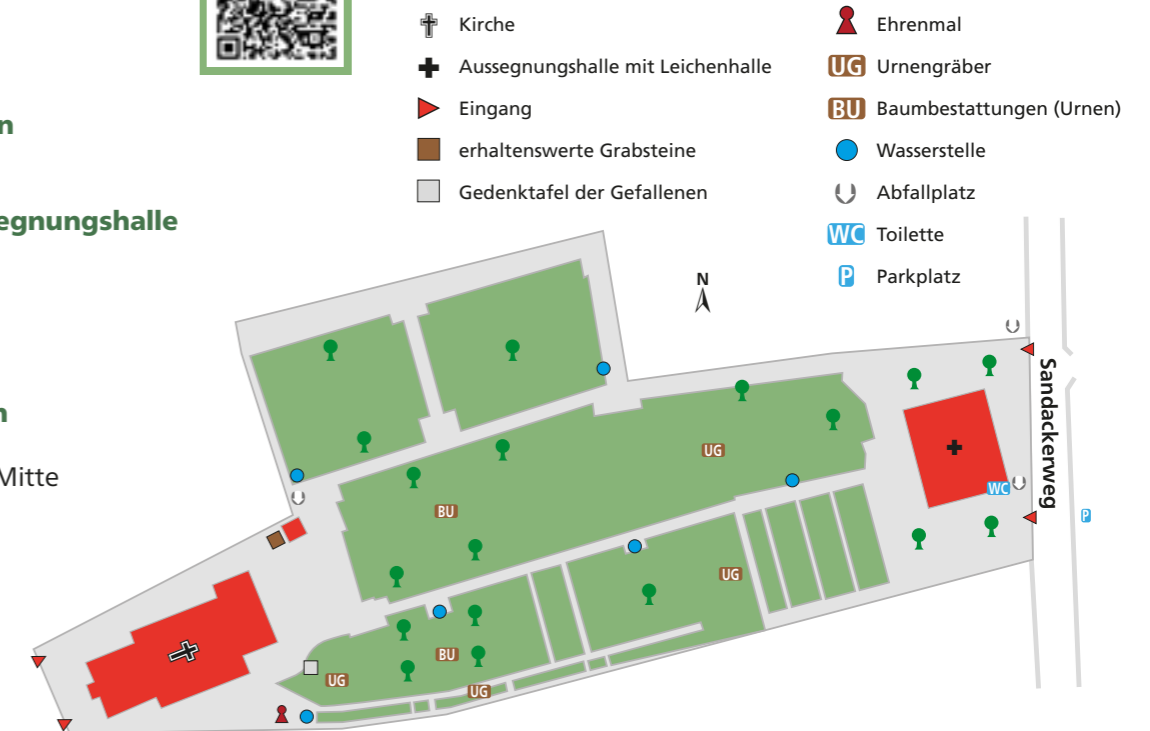 n
egnungshalle
n
Mitte
Kirche
Aussegnungshalle mit Leichenhalle
Eingang
erhaltenswerte Grabsteine
Gedenktafel der Gefallenen
Ehrenmal
UG Urnengräber
BU Baumbestattungen (Urnen)
Wasserstelle
Abfallplatz
WC Toilette
P Parkplatz
N
Sandackerweg
UG
BU
WC
P
UG
BU
UG
UG